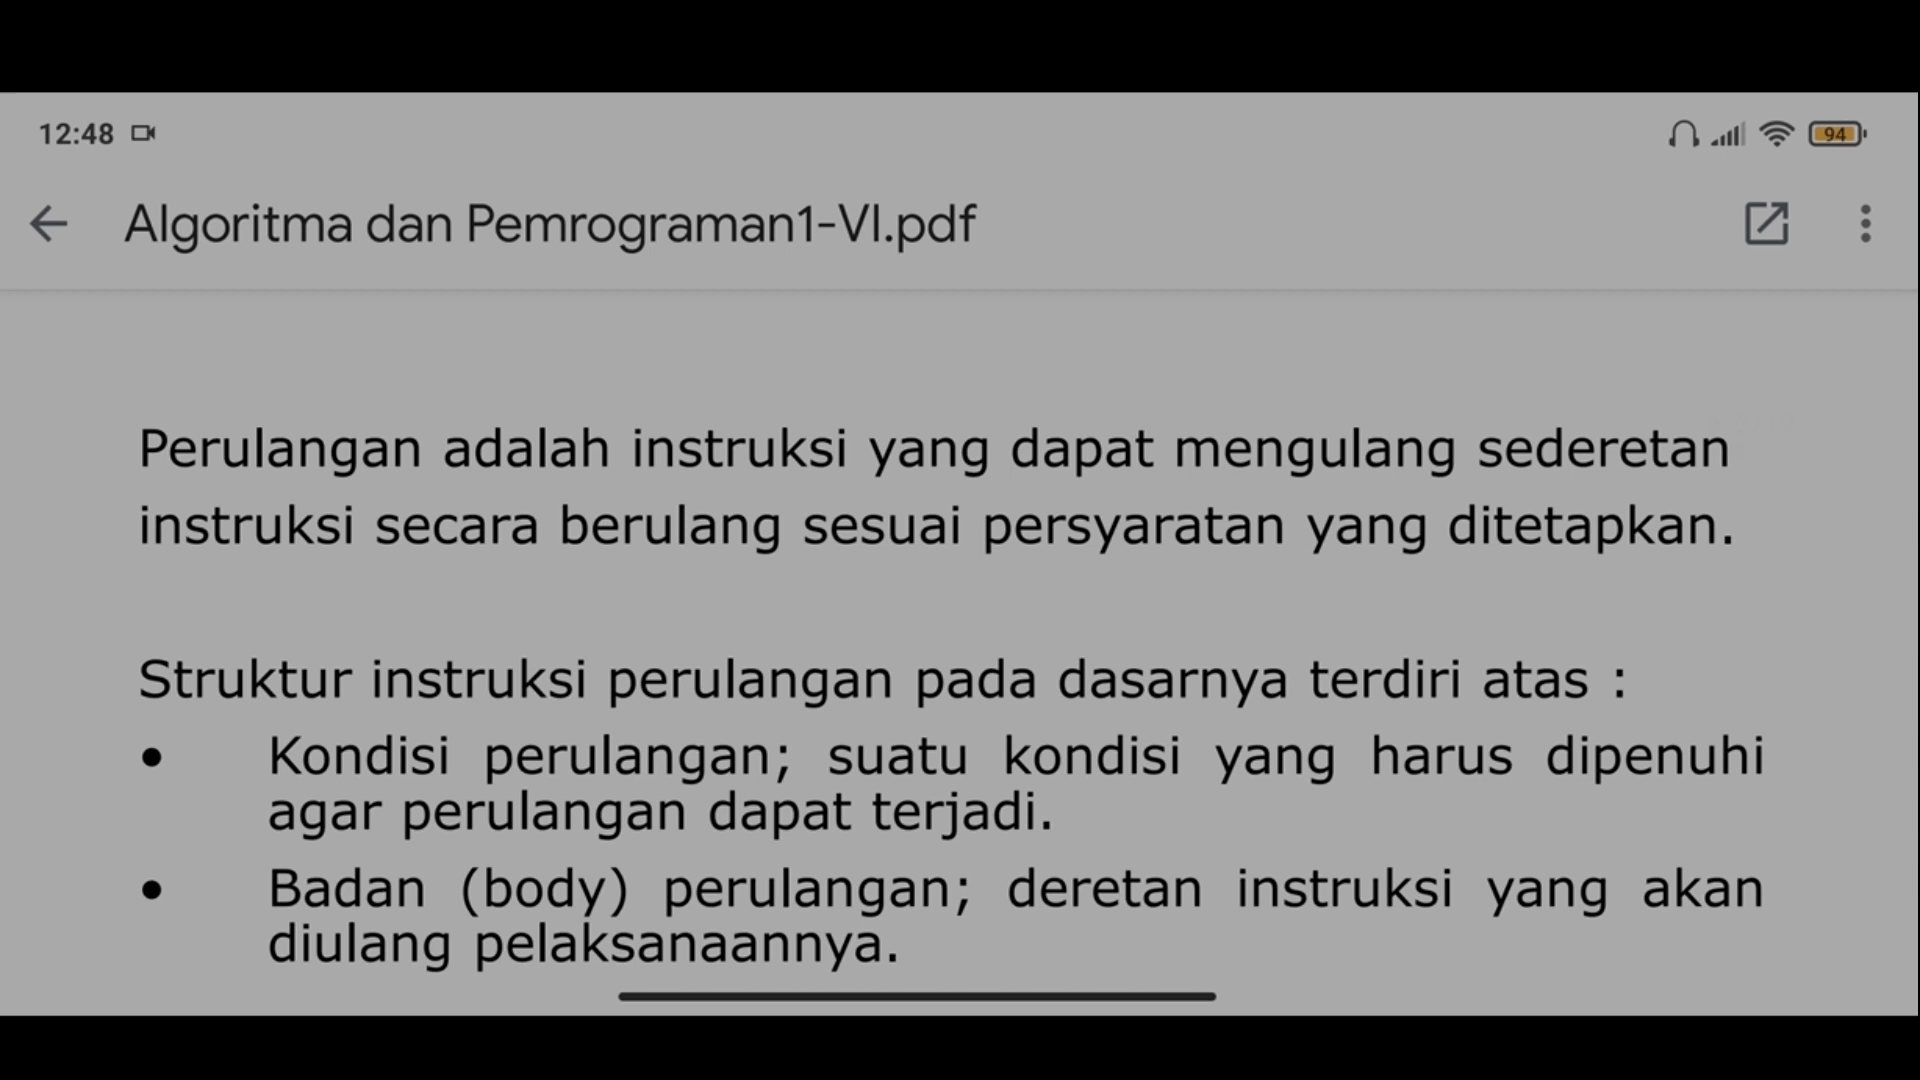 12:48
94
Algoritma dan Pemrograman1-VI.pdf
Perulangan adalah instruksi yang dapat mengulang sederetan
instruksi secara berulang sesuai persyaratan yang ditetapkan.
Struktur instruksi perulangan pada dasarnya terdiri atas :
• Kondisi perulangan; suatu kondisi yang harus dipenuhi
agar perulangan dapat terjadi.
• Badan (body) perulangan; deretan instruksi yang akan
diulang pelaksanaannya.